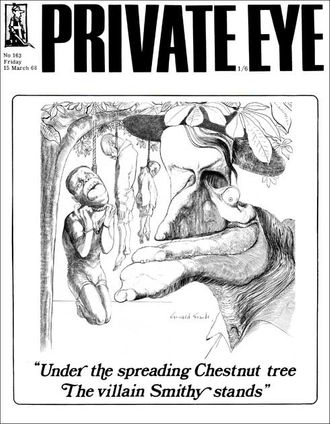 PRIVATE EYE
No 163
Friday
15 March 68
1/6
Gerald Scarfe
"Under the spreading Chestnut tree
The villain Smithy stands"